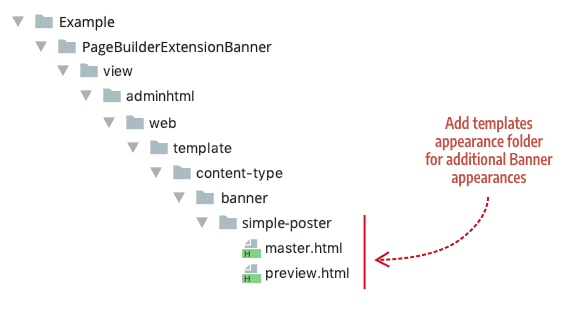 Example
PageBuilderExtensionBanner
view
adminhtml
web
template
content-type
banner
simple-poster
H master.html
H preview.html
Add templates
appearance folder
for additional Banner
appearances